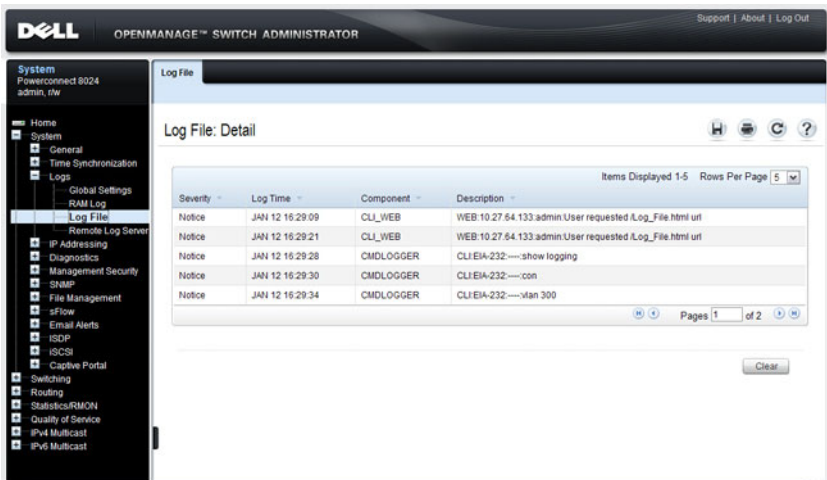 Support | About | Log Out
DELL OPENMANAGE™ SWITCH ADMINISTRATOR
System
Powerconnect 8024
admin, r/w
Log File
Home
System
General
Time Synchronization
Logs
Global Settings
RAM Log
Log File
Remote Log Server
IP Addressing
Diagnostics
Management Security
SNMP
File Management
sFlow
Email Alerts
ISDP
iSCSI
Captive Portal
Switching
Routing
Statistics/RMON
Quality of Service
IPv4 Multicast
IPv6 Multicast
Log File: Detail
Items Displayed 1-5 Rows Per Page 5
Severity Log Time Component Description
Notice JAN 12 16:29:09 CLI_WEB WEB:10.27.64.133:admin:User requested /Log_File.html url
Notice JAN 12 16:29:21 CLI_WEB WEB:10.27.64.133:admin:User requested /Log_File.html url
Notice JAN 12 16:29:28 CMDLOGGER CLI:EIA-232:----:show logging
Notice JAN 12 16:29:30 CMDLOGGER CLI:EIA-232:----:con
Notice JAN 12 16:29:34 CMDLOGGER CLI:EIA-232:----:vlan 300
Pages 1 of 2
Clear